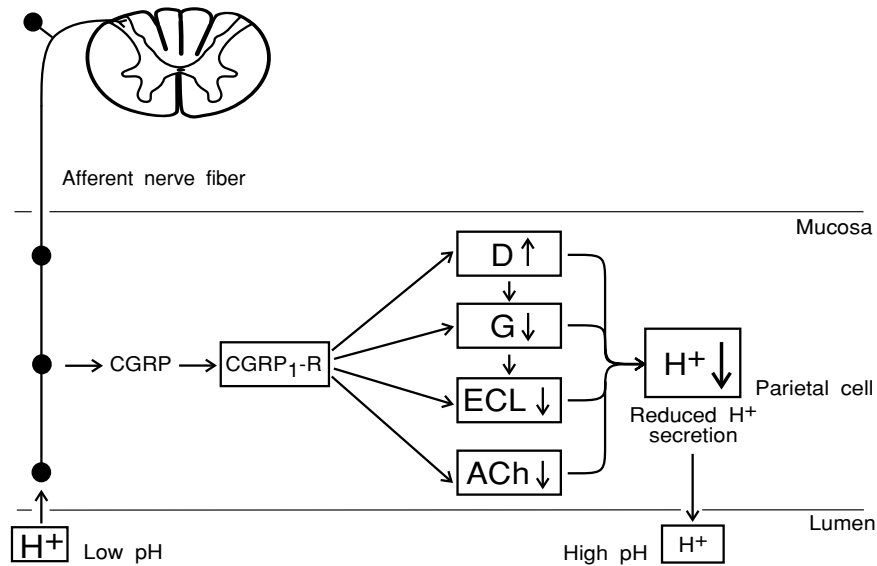 Afferent nerve fiber
Mucosa
D ↑
G ↓
CGRP
CGRP₁-R
H+ ↓
ECL ↓
Parietal cell
Reduced H+
secretion
ACh ↓
Lumen
H+
Low pH
High pH
H+